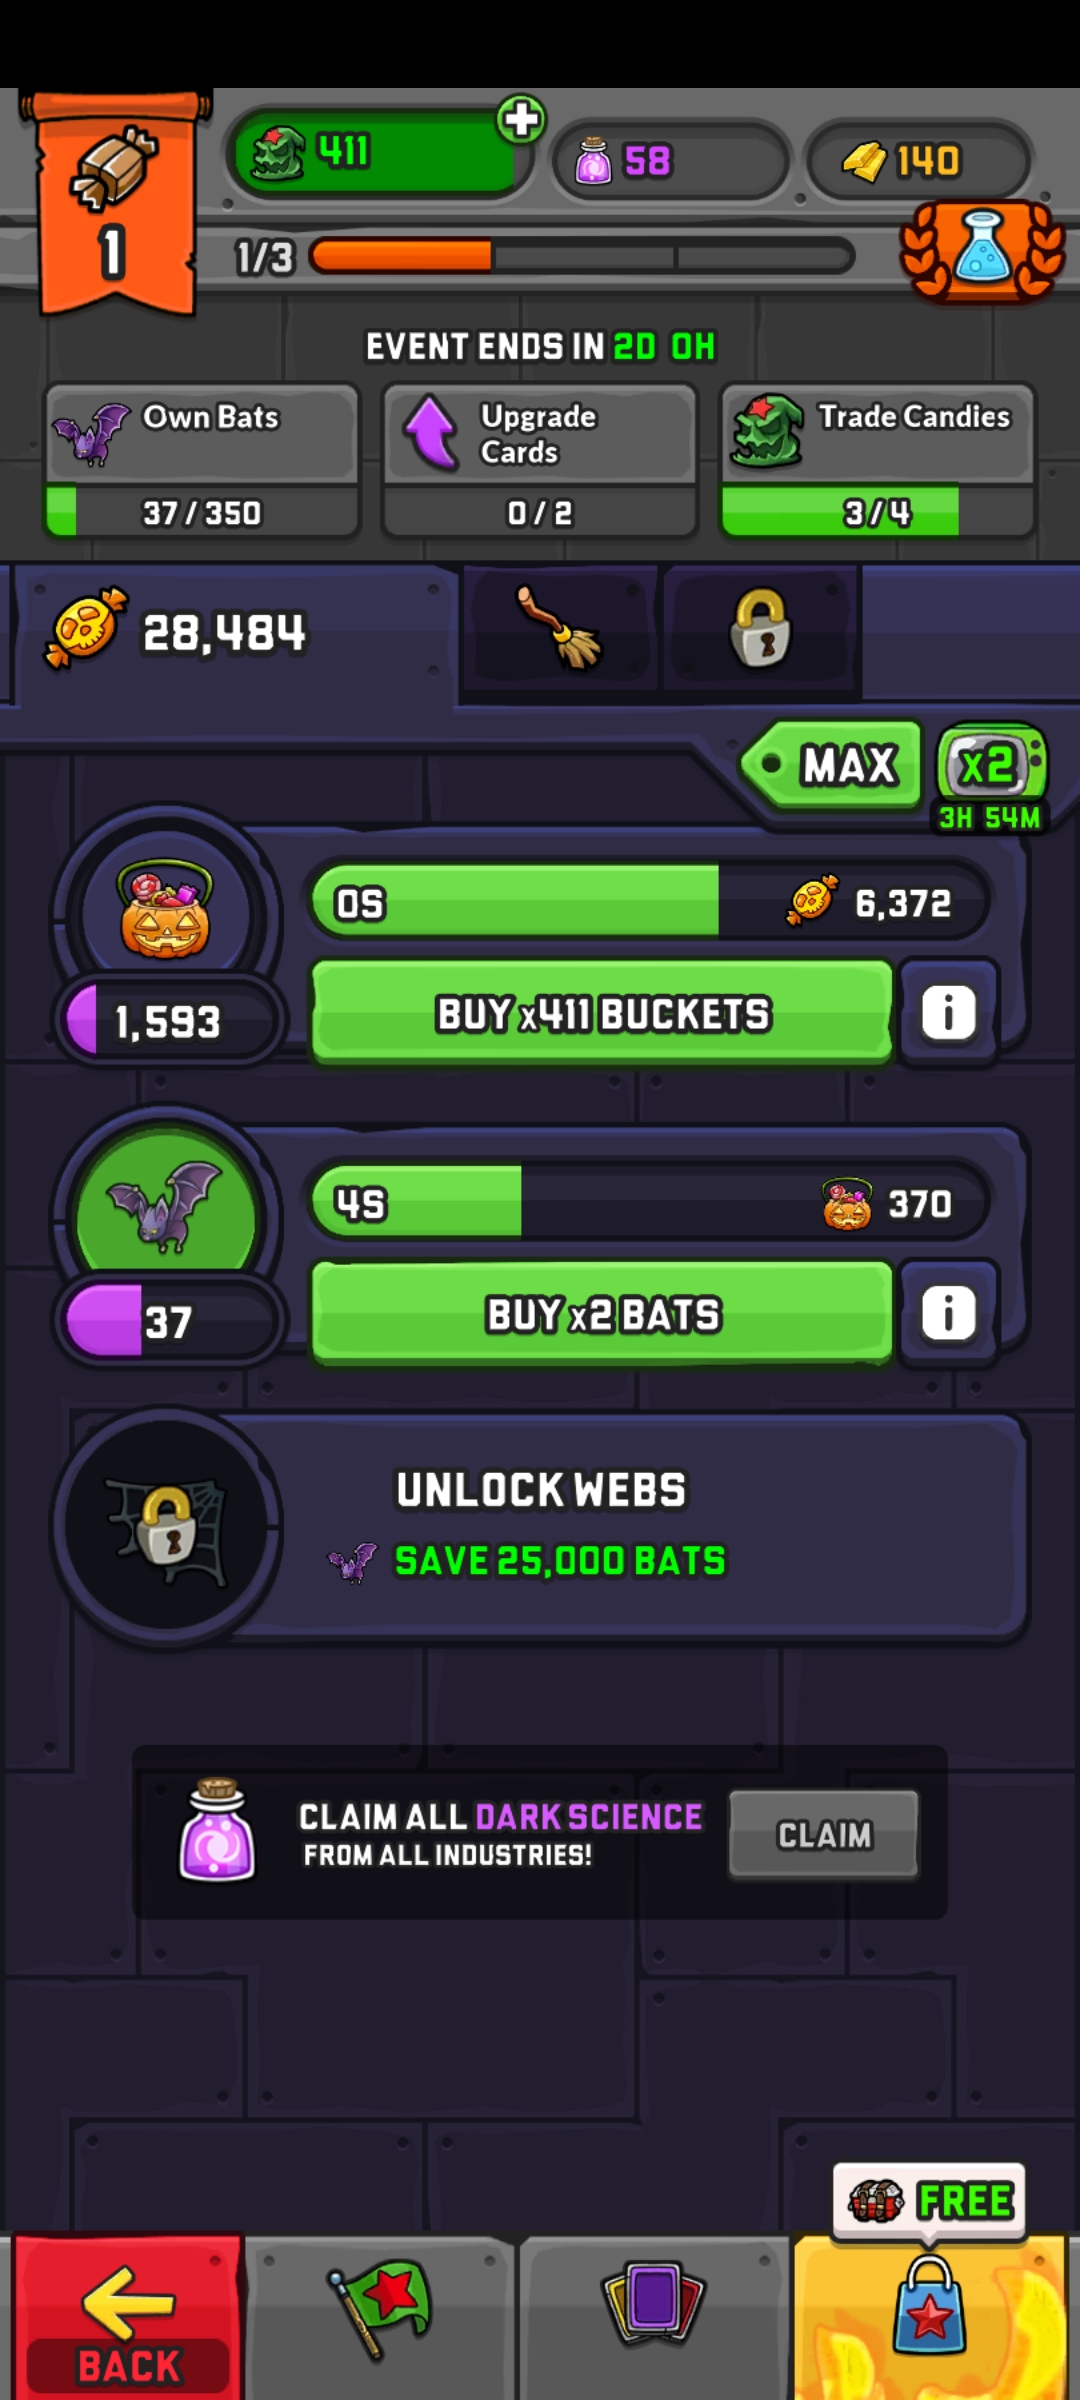 411
58
140
1
1/3
EVENT ENDS IN 2D 0H
Own Bats
37 / 350
Upgrade
Cards
0 / 2
Trade Candies
3 / 4
28,484
MAX
x2
3H 54M
0S
6,372
1,593
BUY x411 BUCKETS
i
4S
370
37
BUY x2 BATS
i
UNLOCK WEBS
SAVE 25,000 BATS
CLAIM ALL DARK SCIENCE
FROM ALL INDUSTRIES!
CLAIM
FREE
BACK